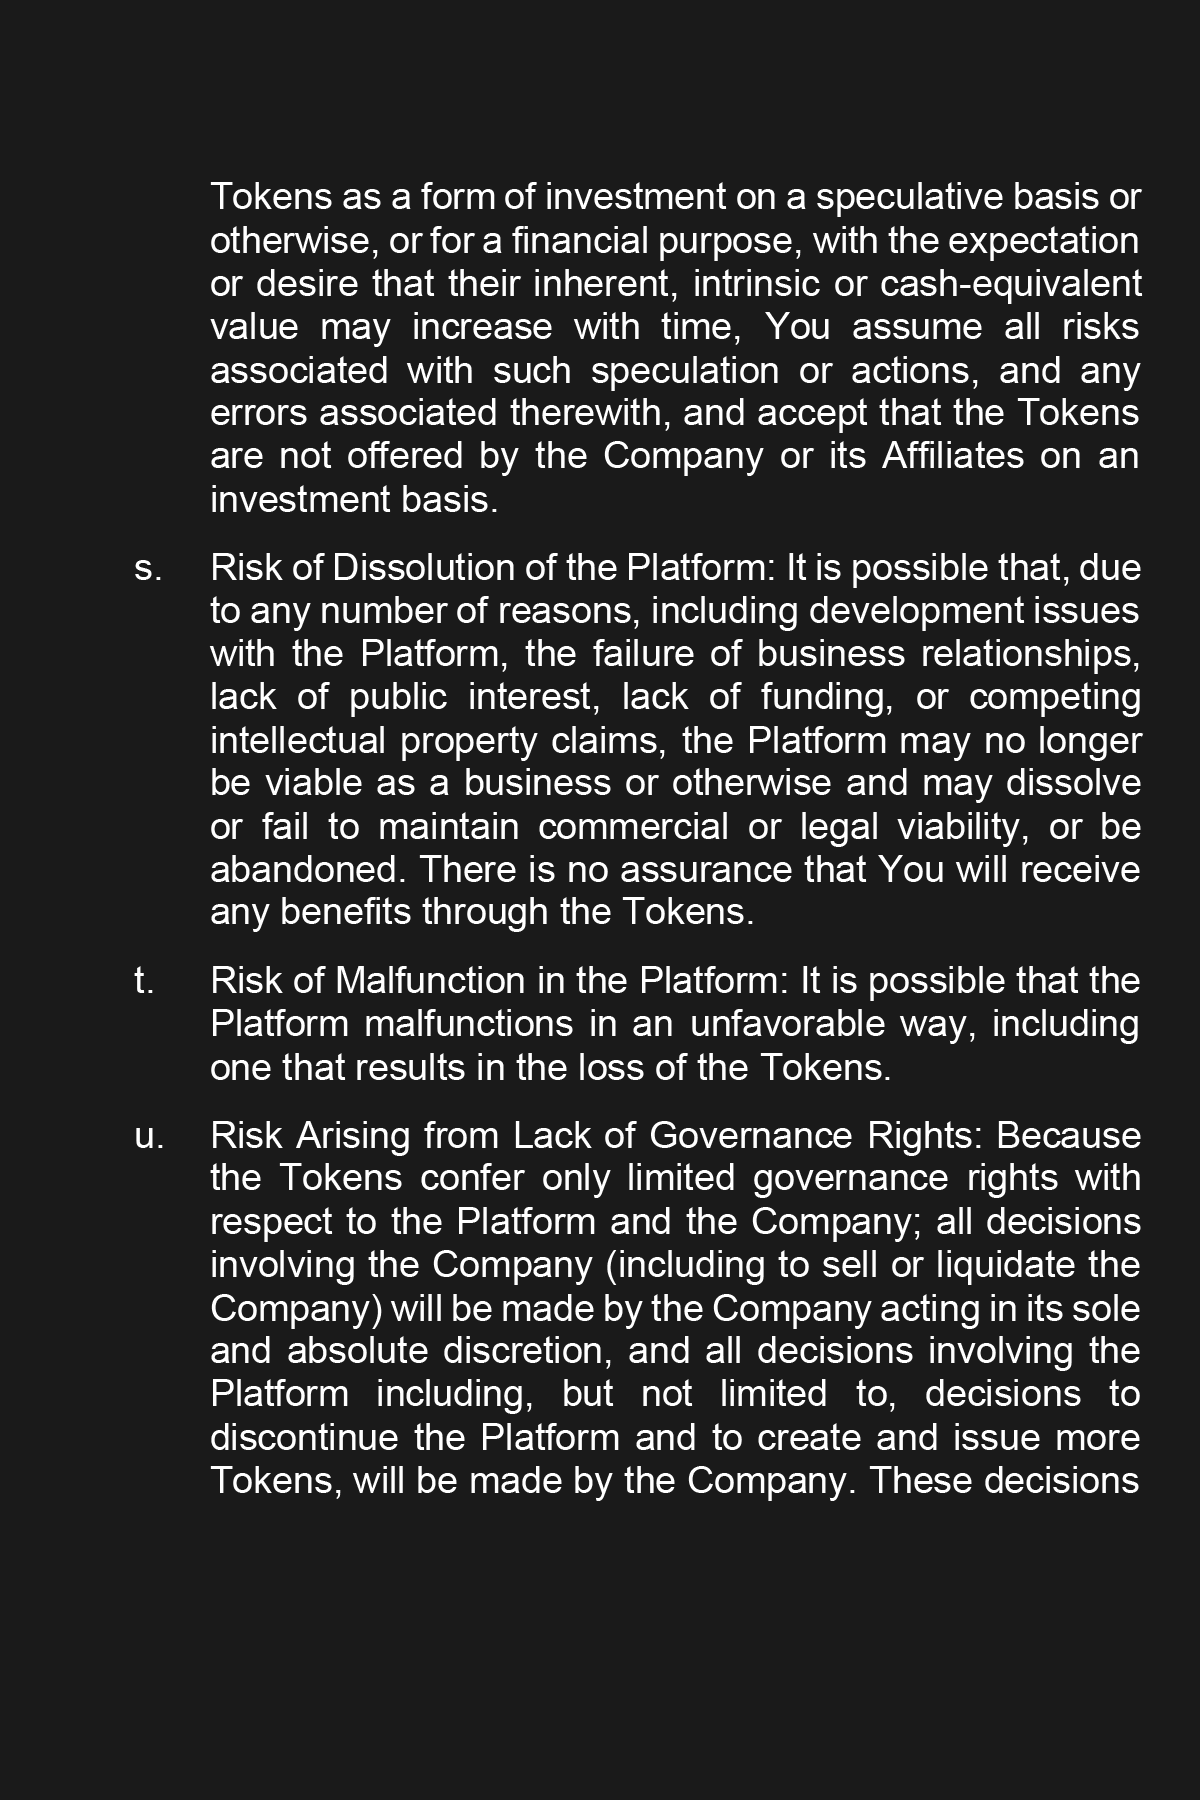 Tokens as a form of investment on a speculative basis or
otherwise, or for a financial purpose, with the expectation
or desire that their inherent, intrinsic or cash-equivalent
value may increase with time, You assume all risks
associated with such speculation or actions, and any
errors associated therewith, and accept that the Tokens
are not offered by the Company or its Affiliates on an
investment basis.
s. Risk of Dissolution of the Platform: It is possible that, due
to any number of reasons, including development issues
with the Platform, the failure of business relationships,
lack of public interest, lack of funding, or competing
intellectual property claims, the Platform may no longer
be viable as a business or otherwise and may dissolve
or fail to maintain commercial or legal viability, or be
abandoned. There is no assurance that You will receive
any benefits through the Tokens.
t. Risk of Malfunction in the Platform: It is possible that the
Platform malfunctions in an unfavorable way, including
one that results in the loss of the Tokens.
u. Risk Arising from Lack of Governance Rights: Because
the Tokens confer only limited governance rights with
respect to the Platform and the Company; all decisions
involving the Company (including to sell or liquidate the
Company) will be made by the Company acting in its sole
and absolute discretion, and all decisions involving the
Platform including, but not limited to, decisions to
discontinue the Platform and to create and issue more
Tokens, will be made by the Company. These decisions